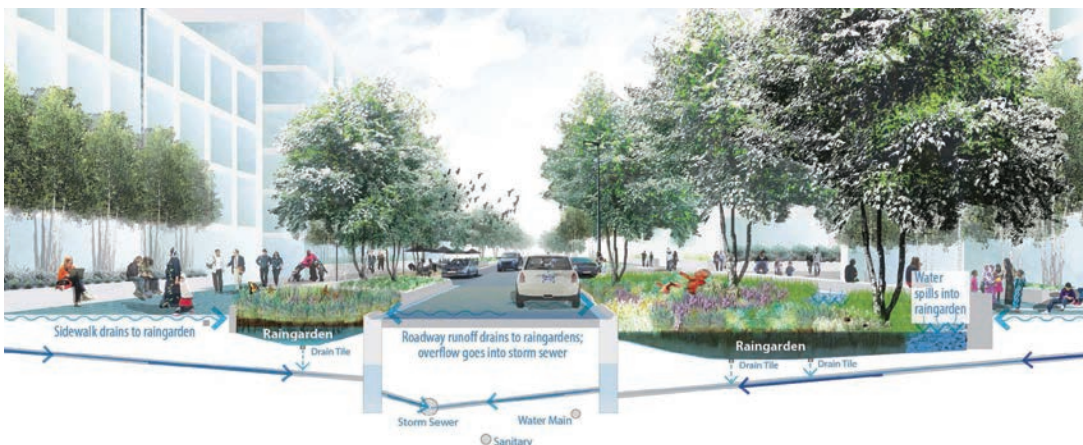 Water
spills into
raingarden
Sidewalk drains to raingarden
Raingarden
Roadway runoff drains to raingardens;
overflow goes into storm sewer
Raingarden
Drain Tile
Drain Tile
Drain Tile
Storm Sewer
Water Main
Sanitary